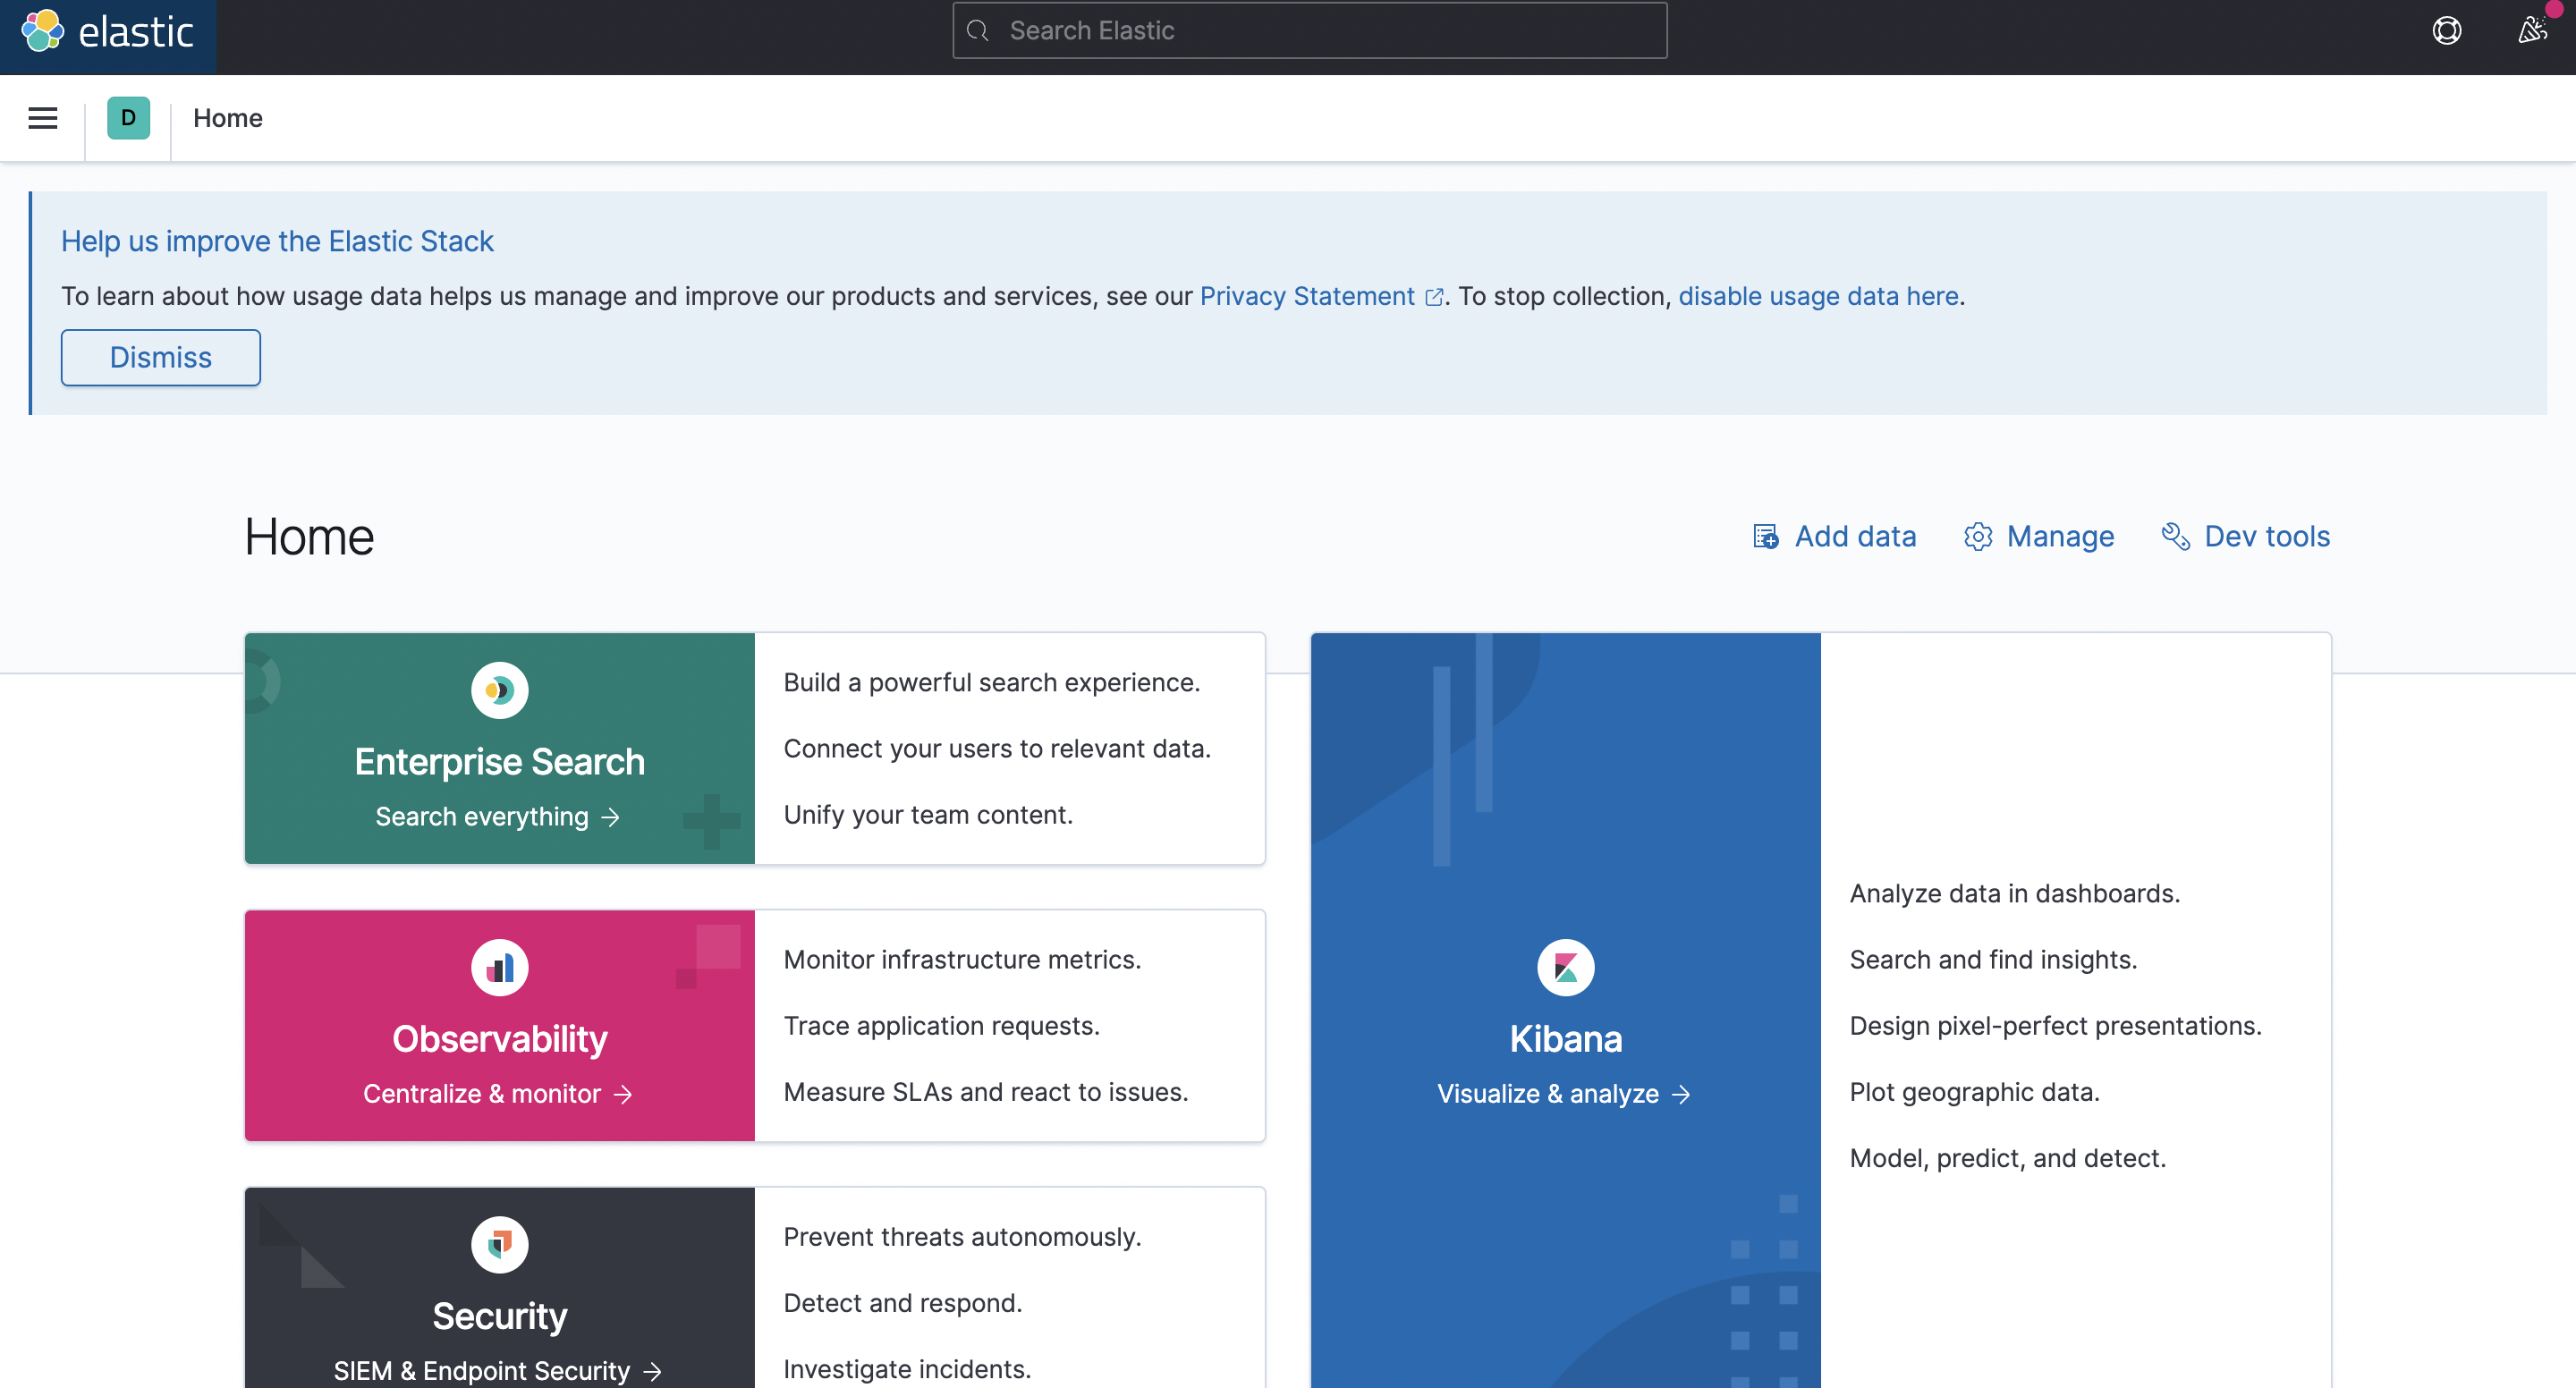 elastic
Search Elastic
D
Home
Help us improve the Elastic Stack
To learn about how usage data helps us manage and improve our products and services, see our Privacy Statement . To stop collection, disable usage data here.
Dismiss
Home
Add data
Manage
Dev tools
Enterprise Search
Search everything →
Build a powerful search experience.
Connect your users to relevant data.
Unify your team content.
Observability
Centralize & monitor →
Monitor infrastructure metrics.
Trace application requests.
Measure SLAs and react to issues.
Security
SIEM & Endpoint Security →
Prevent threats autonomously.
Detect and respond.
Investigate incidents.
Kibana
Visualize & analyze →
Analyze data in dashboards.
Search and find insights.
Design pixel-perfect presentations.
Plot geographic data.
Model, predict, and detect.